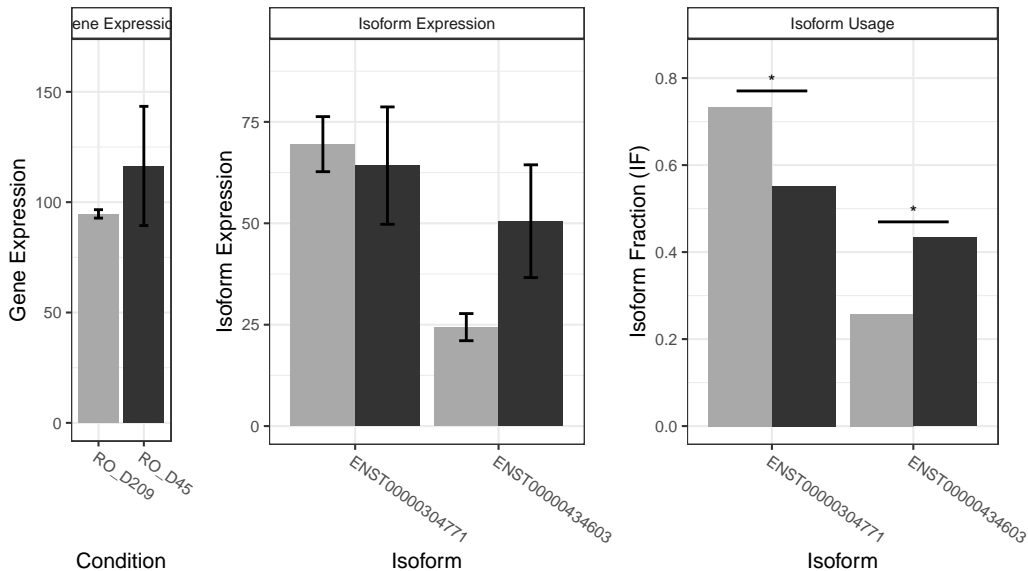 ene Expressio
Gene Expression
150
100
50
0
RO_D209
RO_D45
Condition
Isoform Expression
Isoform Expression
75
50
25
0
ENST00000304771
ENST00000434603
Isoform
Isoform Usage
Isoform Fraction (IF)
0.8
0.6
0.4
0.2
0.0
*
*
ENST00000304771
ENST00000434603
Isoform